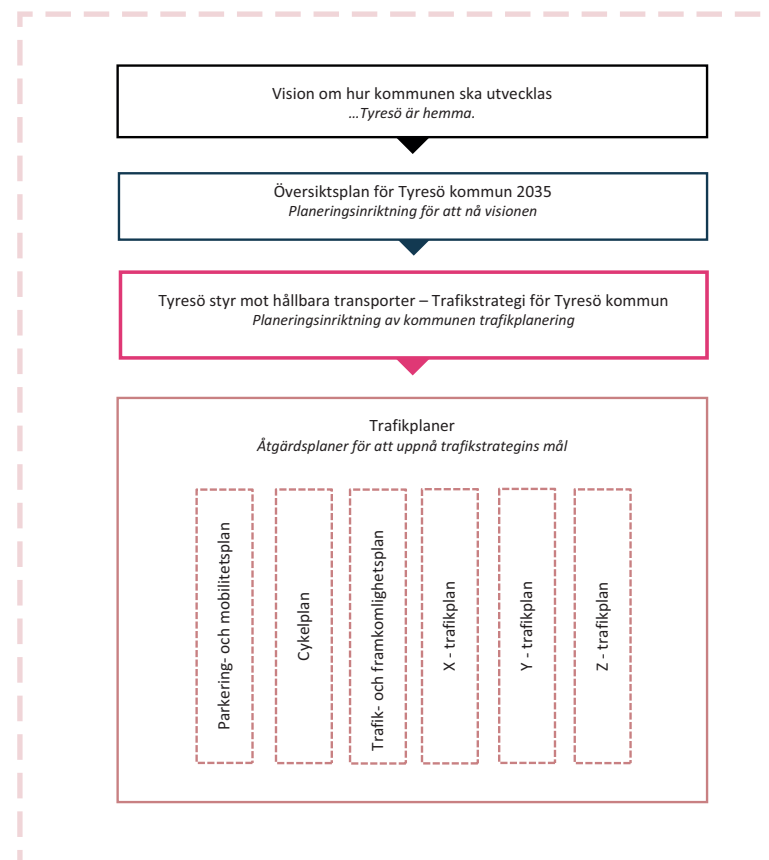 Vision om hur kommunen ska utvecklas
...Tyresö är hemma.
Översiktsplan för Tyresö kommun 2035
Planeringsinriktning för att nå visionen
Tyresö styr mot hållbara transporter – Trafikstrategi för Tyresö kommun
Planeringsinriktning av kommunen trafikplanering
Trafikplaner
Åtgärdsplaner för att uppnå trafikstrategins mål
Parkering- och mobilitetsplan
Cykelplan
Trafik- och framkomlighetsplan
X - trafikplan
Y - trafikplan
Z - trafikplan